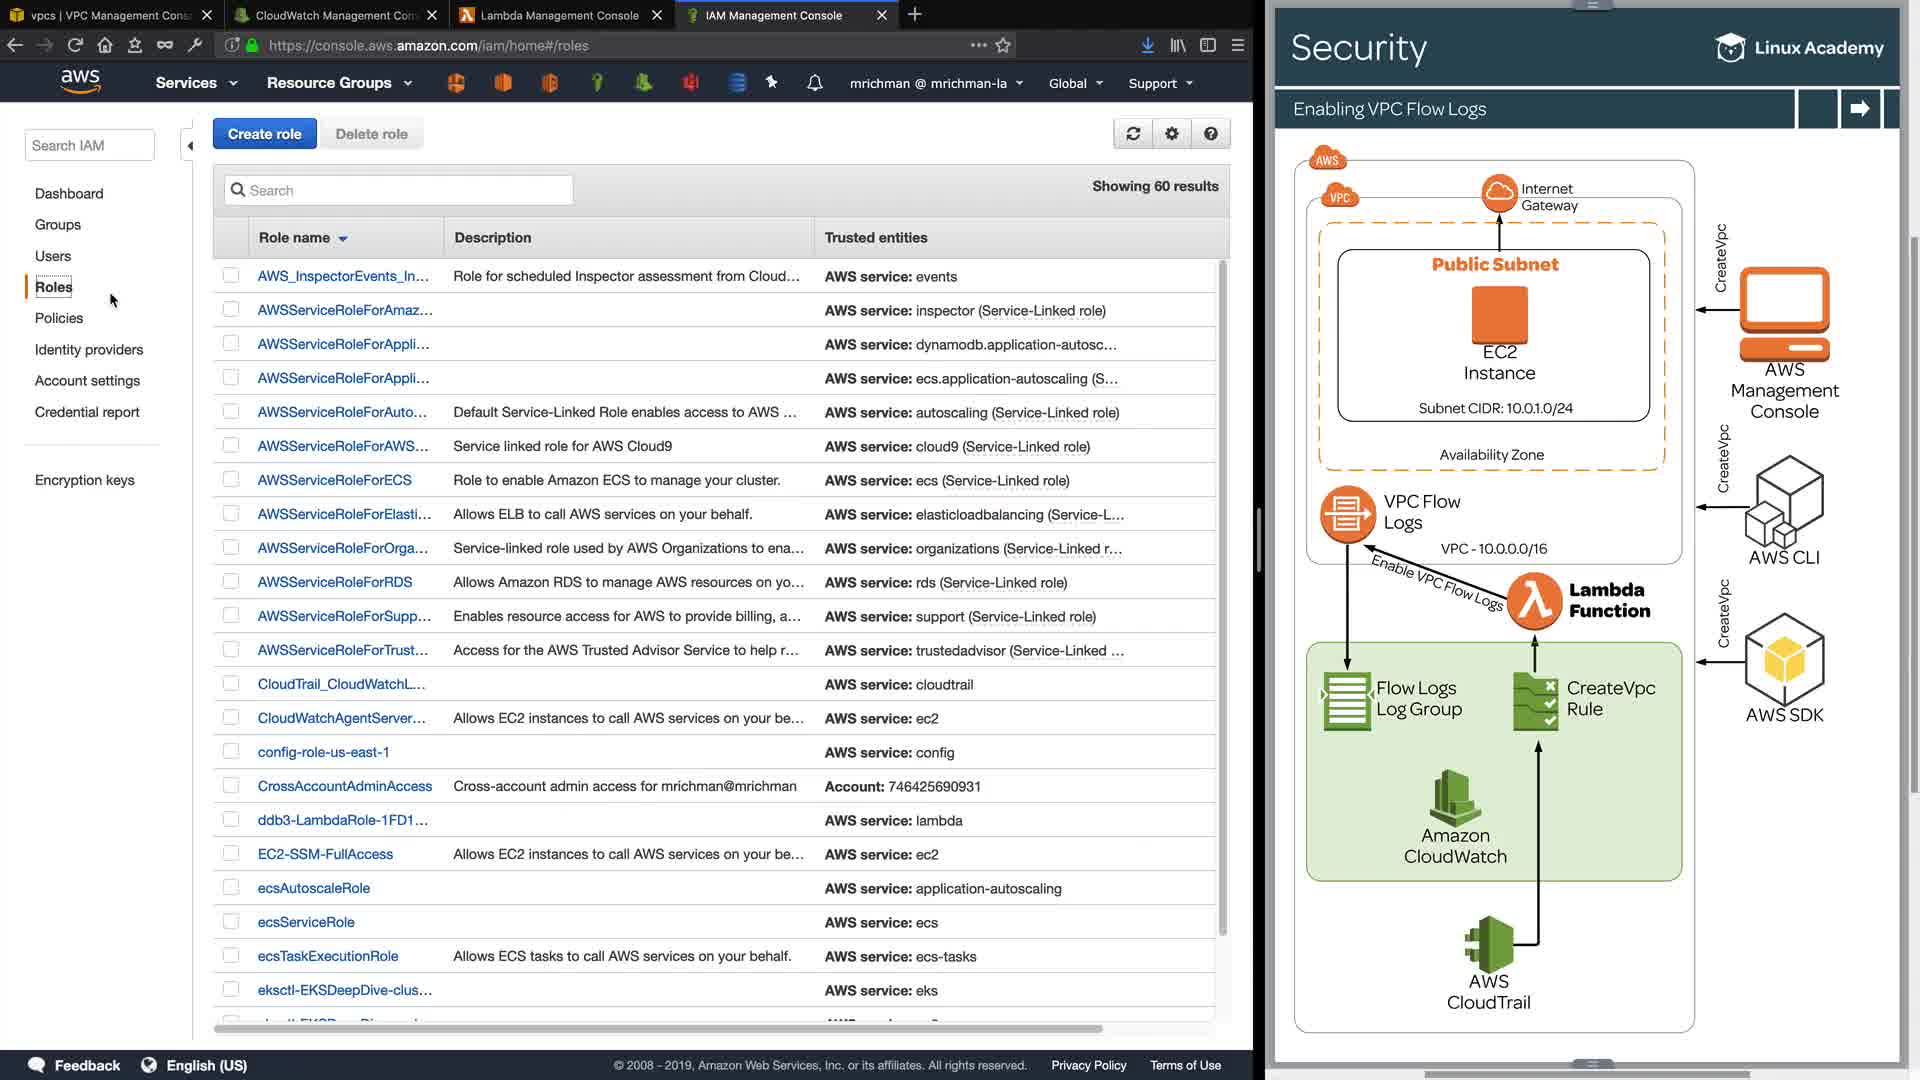 vpcs | VPC Management Cons
CloudWatch Management Con
Lambda Management Console
IAM Management Console
https://console.aws.amazon.com/iam/home#/roles
aws
Services
Resource Groups
mrichman @ mrichman-la
Global
Support
Search IAM
Dashboard
Groups
Users
Roles
Policies
Identity providers
Account settings
Credential report
Encryption keys
Create role
Delete role
Search
Showing 60 results
Role name Description Trusted entities
AWS_InspectorEvents_In... Role for scheduled Inspector assessment from Cloud... AWS service: events
AWSServiceRoleForAmaz... AWS service: inspector (Service-Linked role)
AWSServiceRoleForAppli... AWS service: dynamodb.application-autosc...
AWSServiceRoleForAppli... AWS service: ecs.application-autoscaling (S...
AWSServiceRoleForAuto... Default Service-Linked Role enables access to AWS ... AWS service: autoscaling (Service-Linked role)
AWSServiceRoleForAWS... Service linked role for AWS Cloud9 AWS service: cloud9 (Service-Linked role)
AWSServiceRoleForECS Role to enable Amazon ECS to manage your cluster. AWS service: ecs (Service-Linked role)
AWSServiceRoleForElasti... Allows ELB to call AWS services on your behalf. AWS service: elasticloadbalancing (Service-L...
AWSServiceRoleForOrga... Service-linked role used by AWS Organizations to ena... AWS service: organizations (Service-Linked r...
AWSServiceRoleForRDS Allows Amazon RDS to manage AWS resources on yo... AWS service: rds (Service-Linked role)
AWSServiceRoleForSupp... Enables resource access for AWS to provide billing, a... AWS service: support (Service-Linked role)
AWSServiceRoleForTrust... Access for the AWS Trusted Advisor Service to help r... AWS service: trustedadvisor (Service-Linked ...
CloudTrail_CloudWatchL... AWS service: cloudtrail
CloudWatchAgentServer... Allows EC2 instances to call AWS services on your be... AWS service: ec2
config-role-us-east-1 AWS service: config
CrossAccountAdminAccess Cross-account admin access for mrichman@mrichman Account: 746425690931
ddb3-LambdaRole-1FD1... AWS service: lambda
EC2-SSM-FullAccess Allows EC2 instances to call AWS services on your be... AWS service: ec2
ecsAutoscaleRole AWS service: application-autoscaling
ecsServiceRole AWS service: ecs
ecsTaskExecutionRole Allows ECS tasks to call AWS services on your behalf. AWS service: ecs-tasks
eksctl-EKSDeepDive-clus... AWS service: eks
Feedback
English (US)
© 2008 - 2019, Amazon Web Services, Inc. or its affiliates. All rights reserved.
Privacy Policy
Terms of Use
Security
Linux Academy
Enabling VPC Flow Logs
AWS
VPC
Internet
Gateway
Public Subnet
EC2
Instance
Subnet CIDR: 10.0.1.0/24
Availability Zone
VPC Flow
Logs
VPC - 10.0.0.0/16
Enable VPC Flow Logs
Lambda
Function
Flow Logs
Log Group
CreateVpc
Rule
Amazon
CloudWatch
AWS
CloudTrail
CreateVpc
AWS
Management
Console
CreateVpc
AWS CLI
CreateVpc
AWS SDK